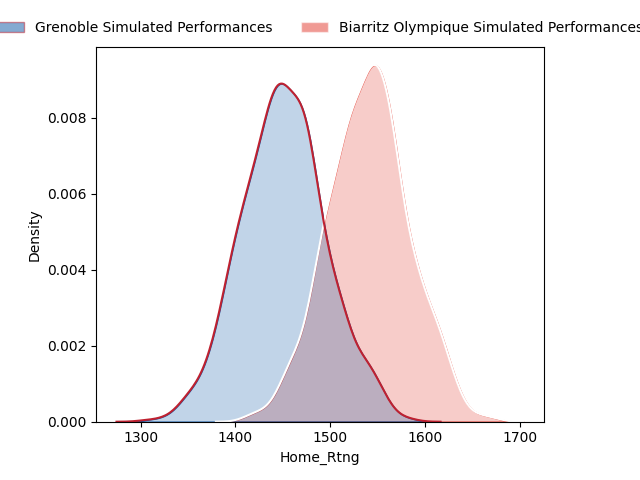 Grenoble Simulated Performances
Biarritz Olympique Simulated Performances
0.008
0.006
0.004
0.002
0.000
Density
1300
1400
1500
1600
1700
Home_Rtng